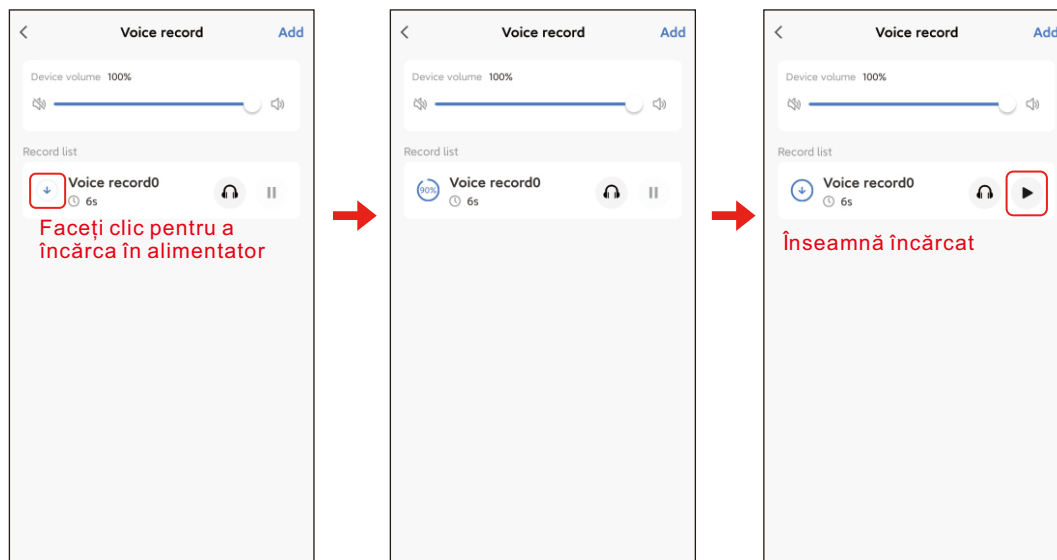 Voice record
Add
Device volume 100%
Record list
Voice record0
6s
Faceți clic pentru a
încărca în alimentator
Voice record
Add
Device volume 100%
Record list
90%
Voice record0
6s
Voice record
Add
Device volume 100%
Record list
Voice record0
6s
Înseamnă încărcat